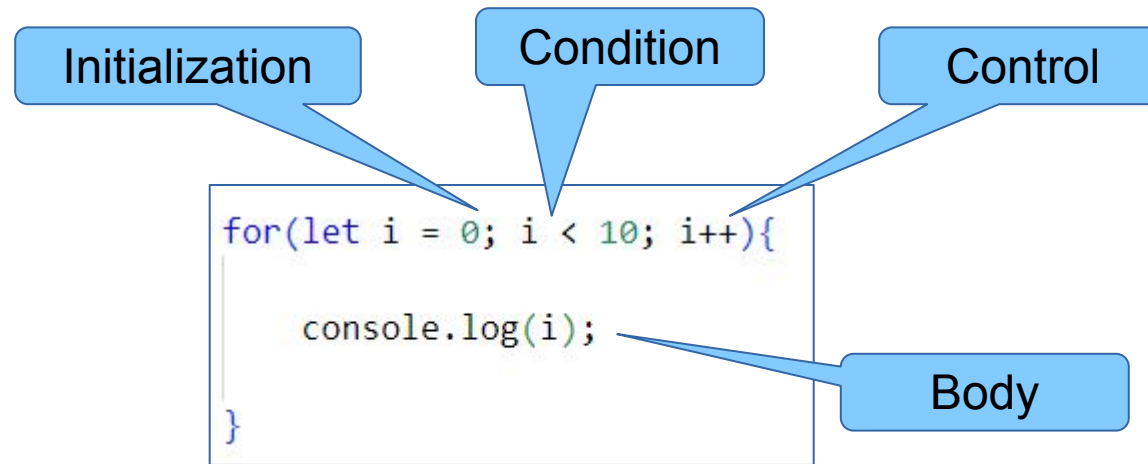 Initialization
Condition
Control
for(let i = 0; i < 10; i++){
console.log(i);
Body
}